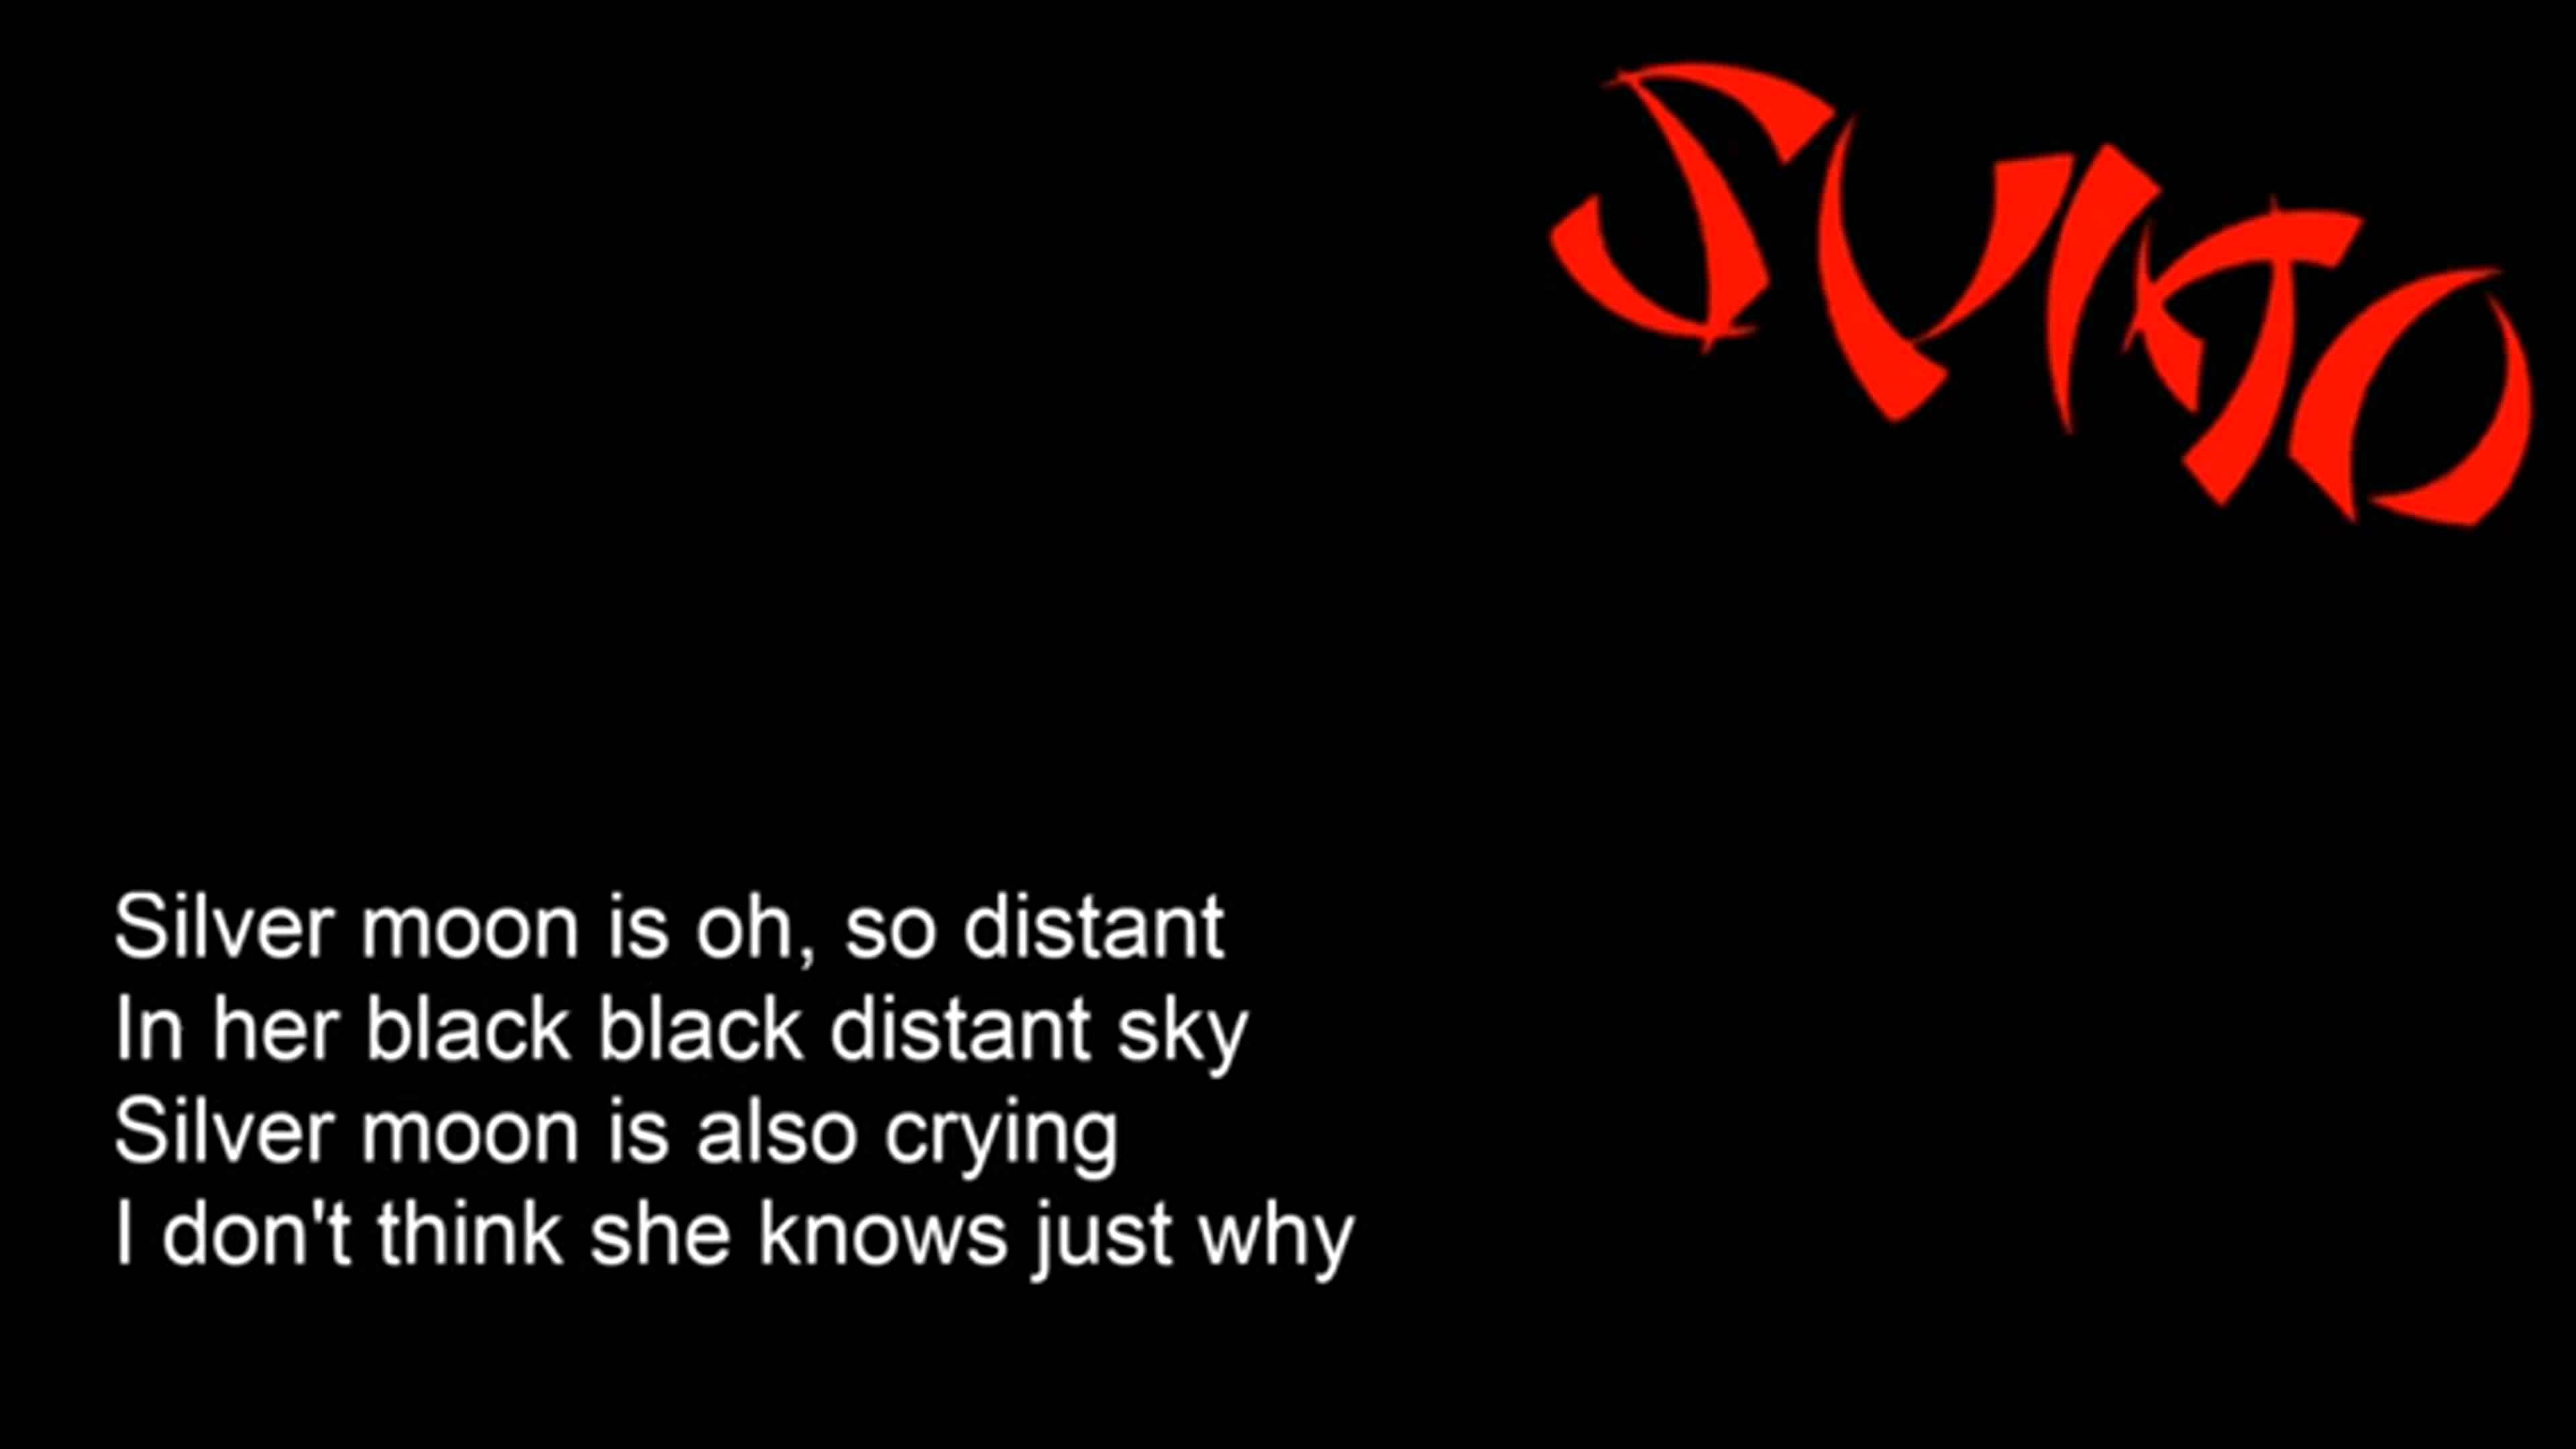 SUITO
Silver moon is oh, so distant
In her black black distant sky
Silver moon is also crying
I don't think she knows just why